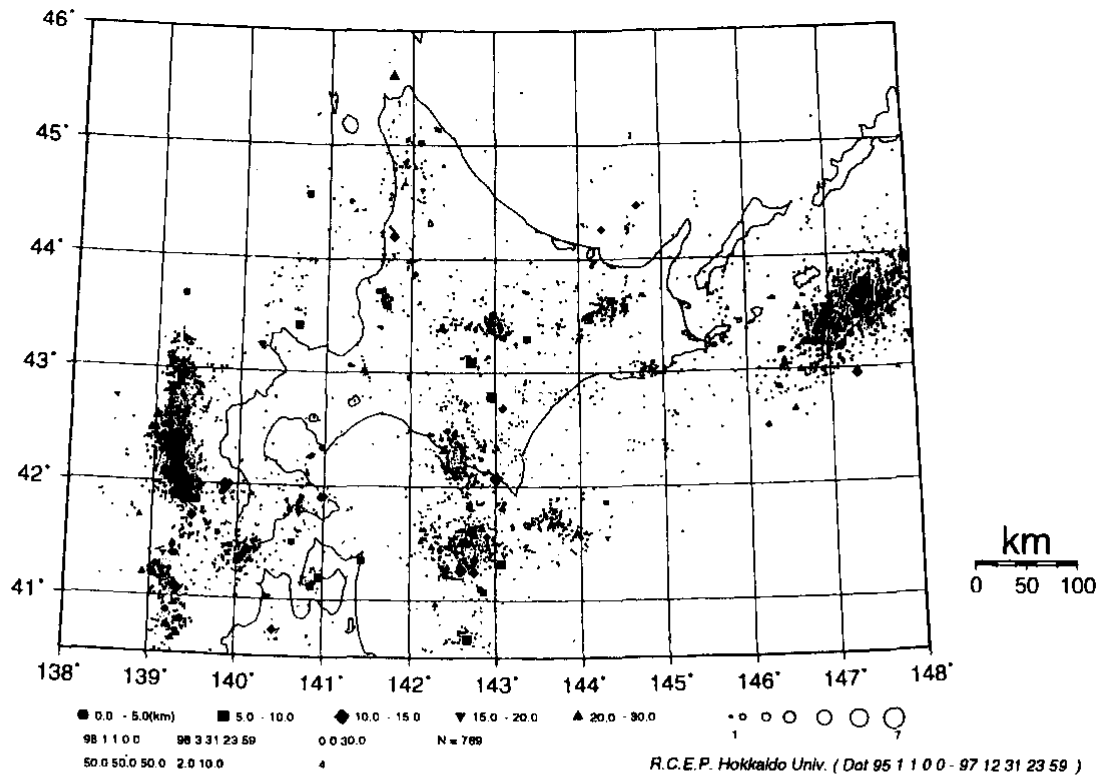 46°
45°
44°
43°
42°
41°
138° 139° 140° 141° 142° 143° 144° 145° 146° 147° 148°
km
0 50 100
0.0 - 5.0(km) 5.0 - 10.0 10.0 - 15.0 15.0 - 20.0 20.0 - 30.0 1 7
98 1 1 0 0 98 3 31 23 59 0 0 30.0 N = 769
50.0 50.0 50.0 2.0 10.0 4
R.C.E.P. Hokkaido Univ. ( Dot 95 1 1 0 0 - 97 12 31 23 59 )